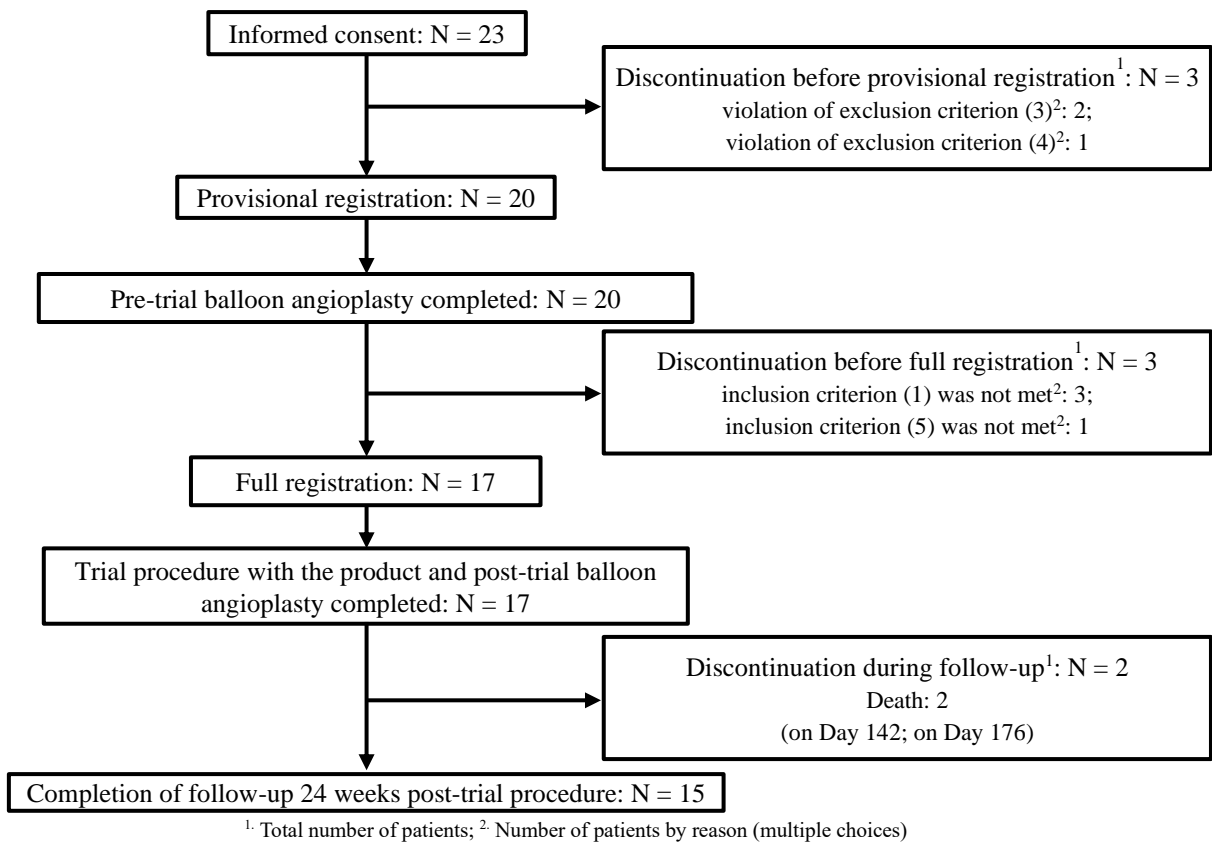 Informed consent: N = 23
Discontinuation before provisional registration1: N = 3
violation of exclusion criterion (3)2: 2;
violation of exclusion criterion (4)2: 1
Provisional registration: N = 20
Pre-trial balloon angioplasty completed: N = 20
Discontinuation before full registration1: N = 3
inclusion criterion (1) was not met2: 3;
inclusion criterion (5) was not met2: 1
Full registration: N = 17
Trial procedure with the product and post-trial balloon
angioplasty completed: N = 17
Discontinuation during follow-up1: N = 2
Death: 2
(on Day 142; on Day 176)
Completion of follow-up 24 weeks post-trial procedure: N = 15
1. Total number of patients; 2. Number of patients by reason (multiple choices)